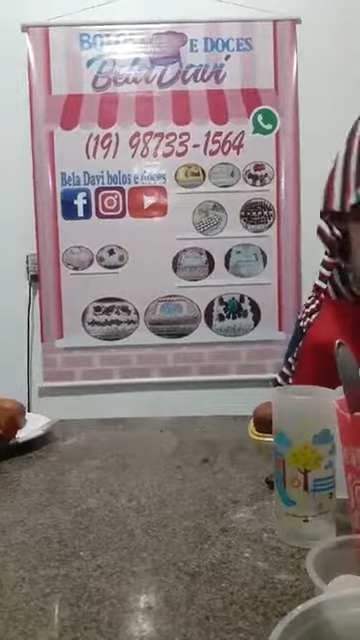 BOLOS E DOCES
Bela Davi
(19) 98733-1564
Bela Davi bolos e doces